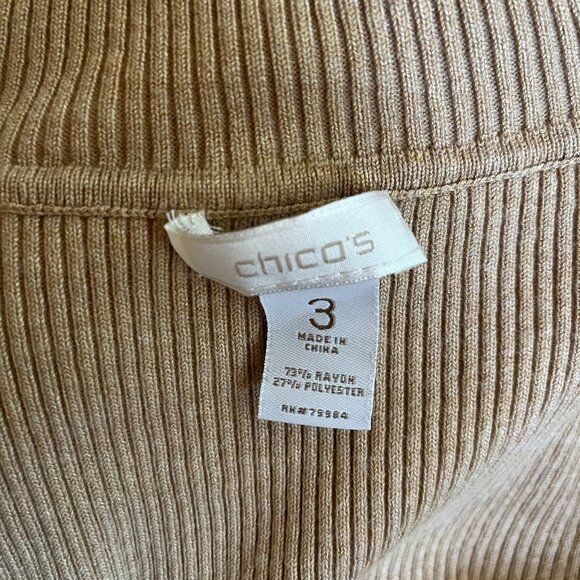 chico's
3
MADE IN
CHINA
73% RAYON
27% POLYESTER
RN#79984